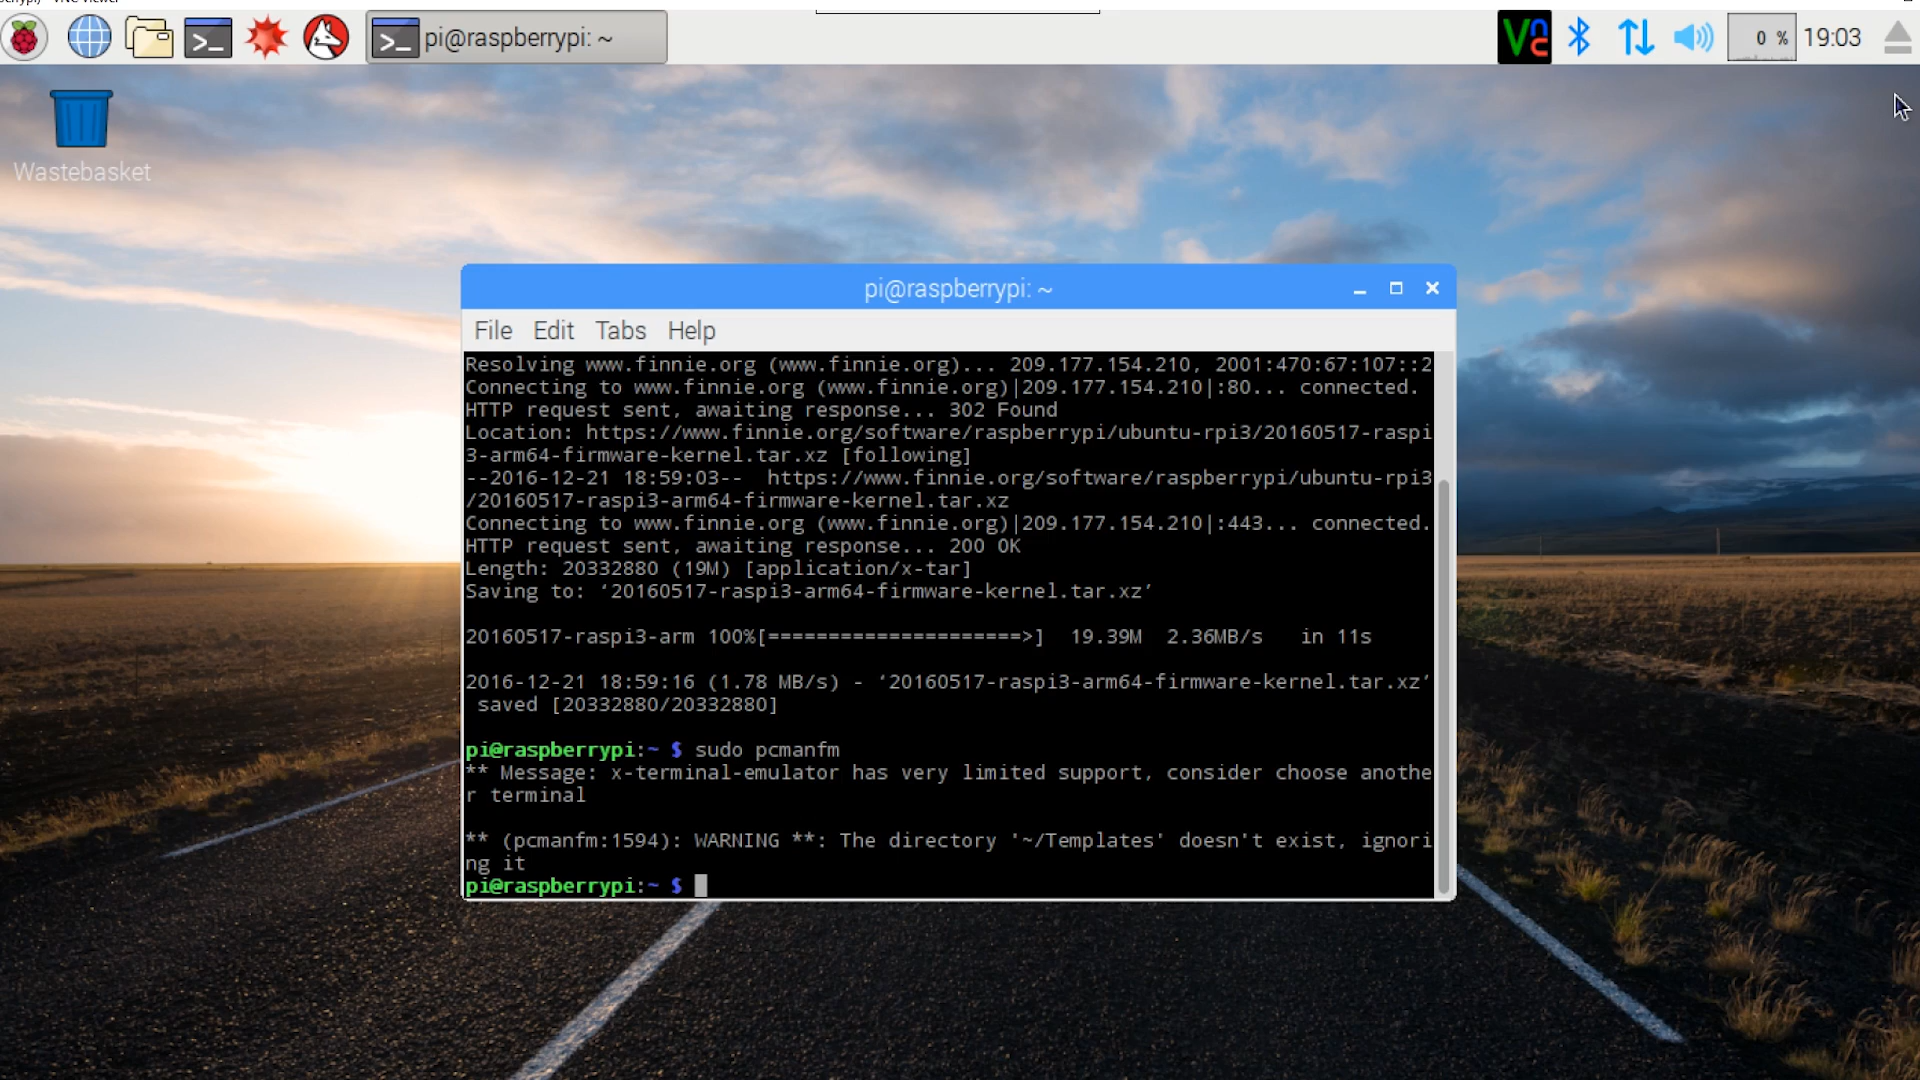 pi@raspberrypi: ~
0 %
19:03
Wastebasket
pi@raspberrypi: ~
File Edit Tabs Help
Resolving www.finnie.org (www.finnie.org)... 209.177.154.210, 2001:470:67:107::2
Connecting to www.finnie.org (www.finnie.org)|209.177.154.210|:80... connected.
HTTP request sent, awaiting response... 302 Found
Location: https://www.finnie.org/software/raspberrypi/ubuntu-rpi3/20160517-raspi
3-arm64-firmware-kernel.tar.xz [following]
--2016-12-21 18:59:03-- https://www.finnie.org/software/raspberrypi/ubuntu-rpi3
/20160517-raspi3-arm64-firmware-kernel.tar.xz
Connecting to www.finnie.org (www.finnie.org)|209.177.154.210|:443... connected.
HTTP request sent, awaiting response... 200 OK
Length: 20332880 (19M) [application/x-tar]
Saving to: ‘20160517-raspi3-arm64-firmware-kernel.tar.xz’
20160517-raspi3-arm 100%[=====================>] 19.39M 2.36MB/s in 11s
2016-12-21 18:59:16 (1.78 MB/s) - ‘20160517-raspi3-arm64-firmware-kernel.tar.xz’
saved [20332880/20332880]
pi@raspberrypi:~ $ sudo pcmanfm
** Message: x-terminal-emulator has very limited support, consider choose anothe
r terminal
** (pcmanfm:1594): WARNING **: The directory '~/Templates' doesn't exist, ignori
ng it
pi@raspberrypi:~ $